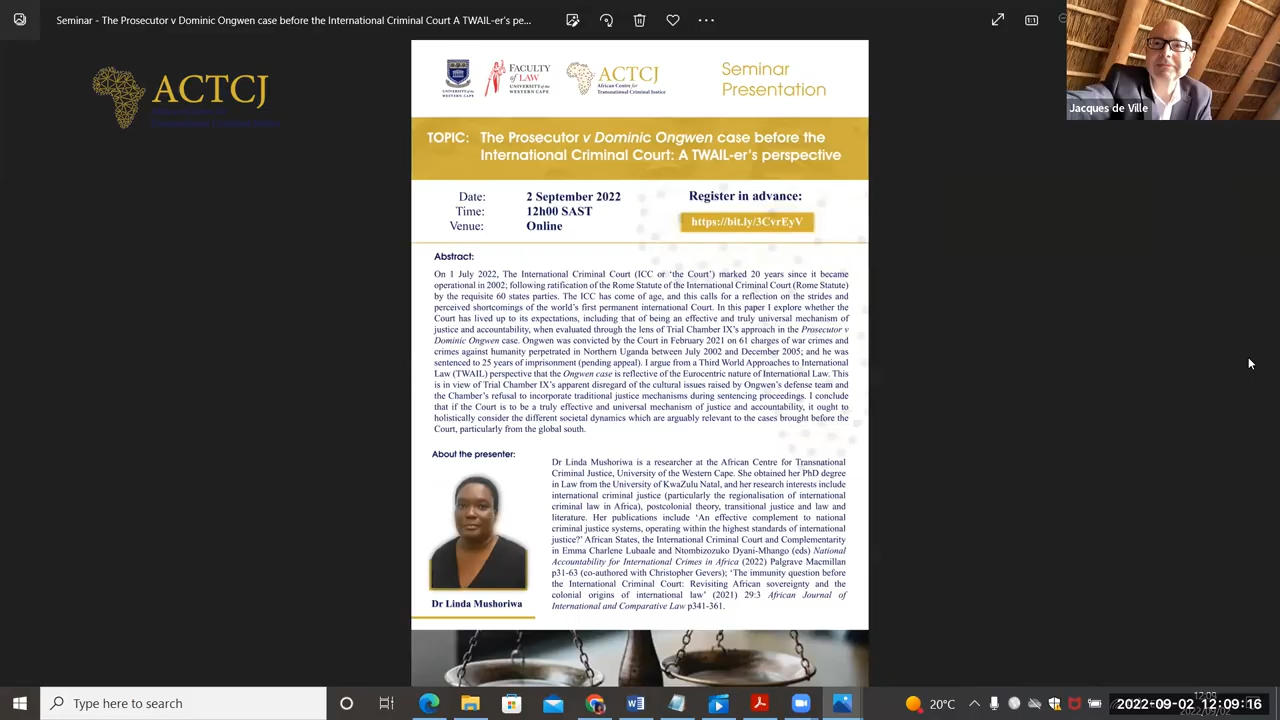 Seminar - The Prosecutor v Dominic Ongwen case before the International Criminal Court A TWAIL-er's pe...
1:1
ACTCJ
Jacques de Ville
UNIVERSITY of the
WESTERN CAPE
FACULTY
of LAW
UNIVERSITY of the
WESTERN CAPE
ACTCJ
African Centre for
Transnational Criminal Justice
Seminar
Presentation
TOPIC: The Prosecutor v Dominic Ongwen case before the
International Criminal Court: A TWAIL-er's perspective
Date: 2 September 2022
Time: 12h00 SAST
Venue: Online
Register in advance:
https://bit.ly/3CvrEyV
Abstract:
On 1 July 2022, The International Criminal Court (ICC or 'the Court') marked 20 years since it became
operational in 2002; following ratification of the Rome Statute of the International Criminal Court (Rome Statute)
by the requisite 60 states parties. The ICC has come of age, and this calls for a reflection on the strides and
perceived shortcomings of the world's first permanent international Court. In this paper I explore whether the
Court has lived up to its expectations, including that of being an effective and truly universal mechanism of
justice and accountability, when evaluated through the lens of Trial Chamber IX's approach in the Prosecutor v
Dominic Ongwen case. Ongwen was convicted by the Court in February 2021 on 61 charges of war crimes and
crimes against humanity perpetrated in Northern Uganda between July 2002 and December 2005; and he was
sentenced to 25 years of imprisonment (pending appeal). I argue from a Third World Approaches to International
Law (TWAIL) perspective that the Ongwen case is reflective of the Eurocentric nature of International Law. This
is in view of Trial Chamber IX's apparent disregard of the cultural issues raised by Ongwen's defense team and
the Chamber's refusal to incorporate traditional justice mechanisms during sentencing proceedings. I conclude
that if the Court is to be a truly effective and universal mechanism of justice and accountability, it ought to
holistically consider the different societal dynamics which are arguably relevant to the cases brought before the
Court, particularly from the global south.
About the presenter:
Dr Linda Mushoriwa is a researcher at the African Centre for Transnational
Criminal Justice, University of the Western Cape. She obtained her PhD degree
in Law from the University of KwaZulu Natal, and her research interests include
international criminal justice (particularly the regionalisation of international
criminal law in Africa), postcolonial theory, transitional justice and law and
literature. Her publications include 'An effective complement to national
criminal justice systems, operating within the highest standards of international
justice?' African States, the International Criminal Court and Complementarity
in Emma Charlene Lubaale and Ntombizozuko Dyani-Mhango (eds) National
Accountability for International Crimes in Africa (2022) Palgrave Macmillan
p31-63 (co-authored with Christopher Gevers); 'The immunity question before
the International Criminal Court: Revisiting African sovereignty and the
colonial origins of international law' (2021) 29:3 African Journal of
International and Comparative Law p341-361.
Dr Linda Mushoriwa
Type here to search
20°C
2022-09-02 12:09:16